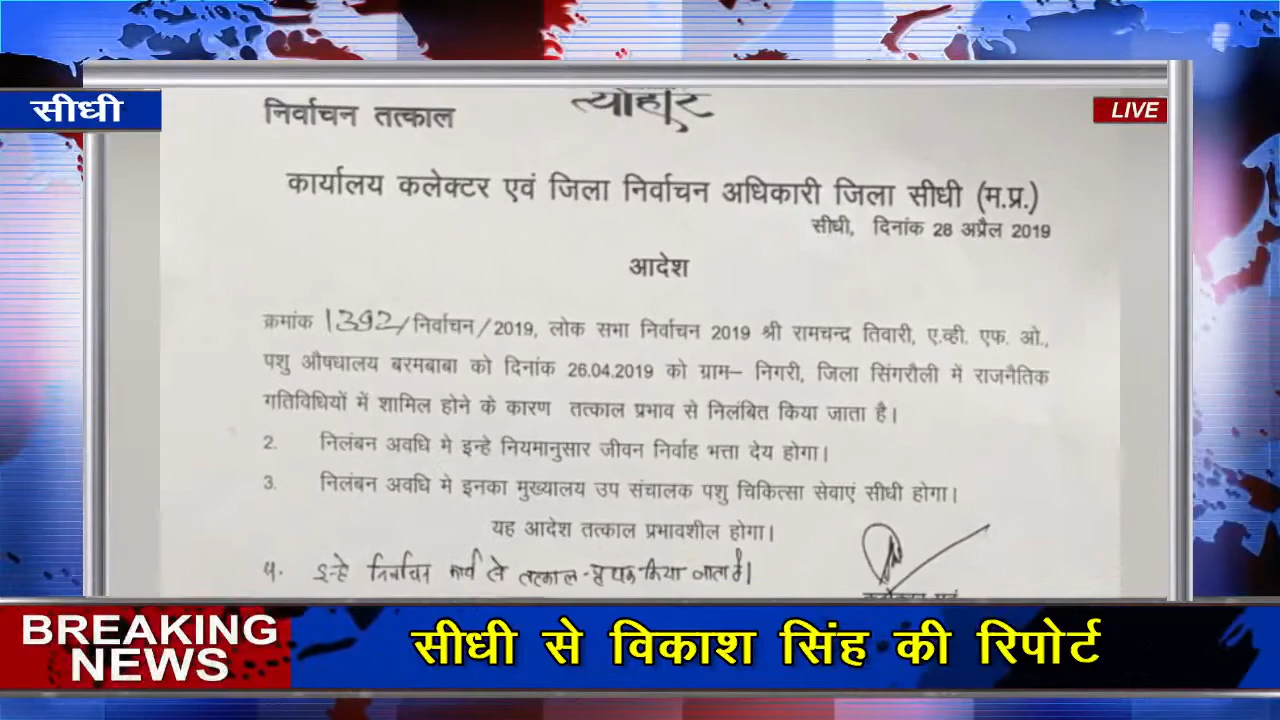 सीधी
LIVE
निर्वाचन तत्काल
त्योहार
कार्यालय कलेक्टर एवं जिला निर्वाचन अधिकारी जिला सीधी (म.प्र.)
सीधी, दिनांक 28 अप्रैल 2019
आदेश
क्रमांक 1392/निर्वाचन/2019, लोक सभा निर्वाचन 2019 श्री रामचन्द्र तिवारी, ए.व्ही. एफ. ओ.,
पशु औषधालय बरमबाबा को दिनांक 26.04.2019 को ग्राम– निगरी, जिला सिंगरौली में राजनैतिक
गतिविधियों में शामिल होने के कारण तत्काल प्रभाव से निलंबित किया जाता है।
2. निलंबन अवधि मे इन्हे नियमानुसार जीवन निर्वाह भत्ता देय होगा।
3. निलंबन अवधि मे इनका मुख्यालय उप संचालक पशु चिकित्सा सेवाएं सीधी होगा।
यह आदेश तत्काल प्रभावशील होगा।
4. इन्हे निर्वाचन कार्य से तत्काल पृथक किया जाता है।
BREAKING
NEWS
सीधी से विकाश सिंह की रिपोर्ट